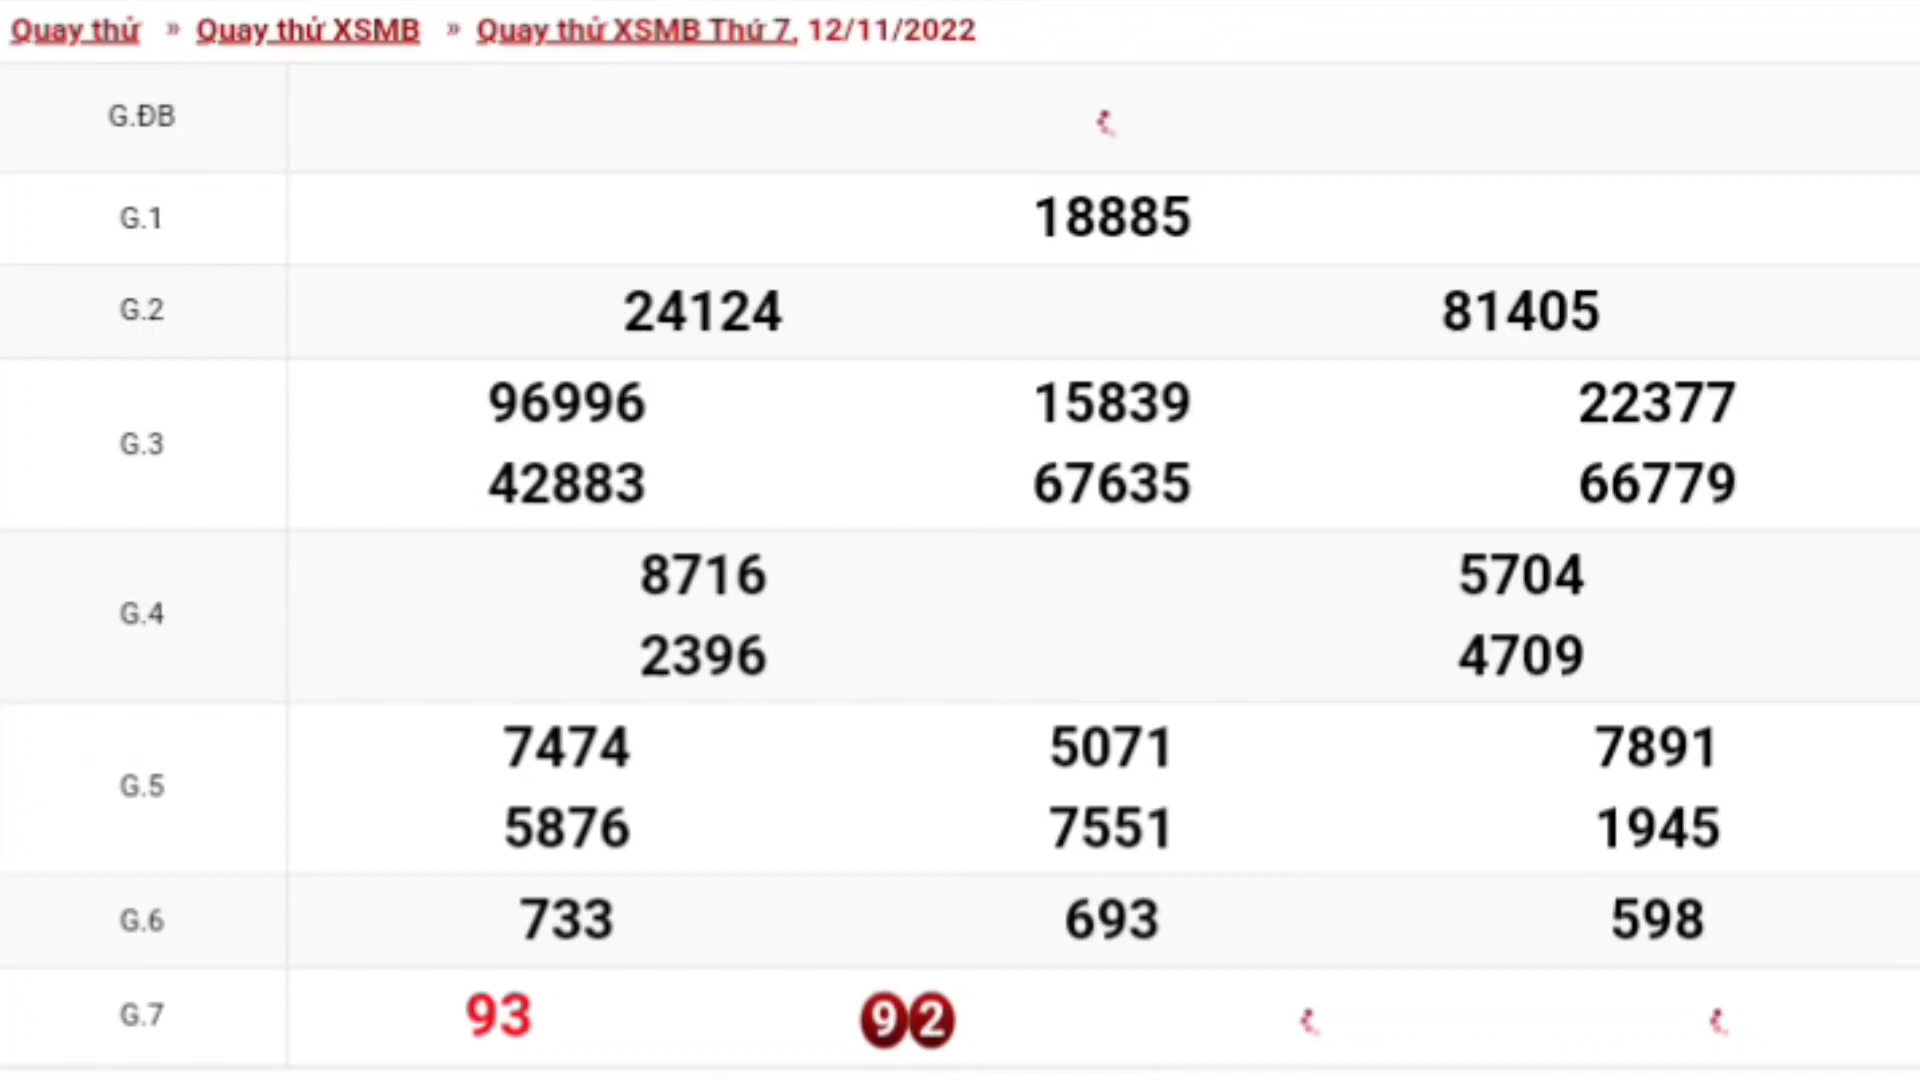 Quay thử » Quay thử XSMB » Quay thử XSMB Thứ 7, 12/11/2022
G.ĐB
G.1 18885
G.2 24124 81405
G.3 96996 15839 22377
42883 67635 66779
G.4 8716 5704
2396 4709
G.5 7474 5071 7891
5876 7551 1945
G.6 733 693 598
G.7 93 92